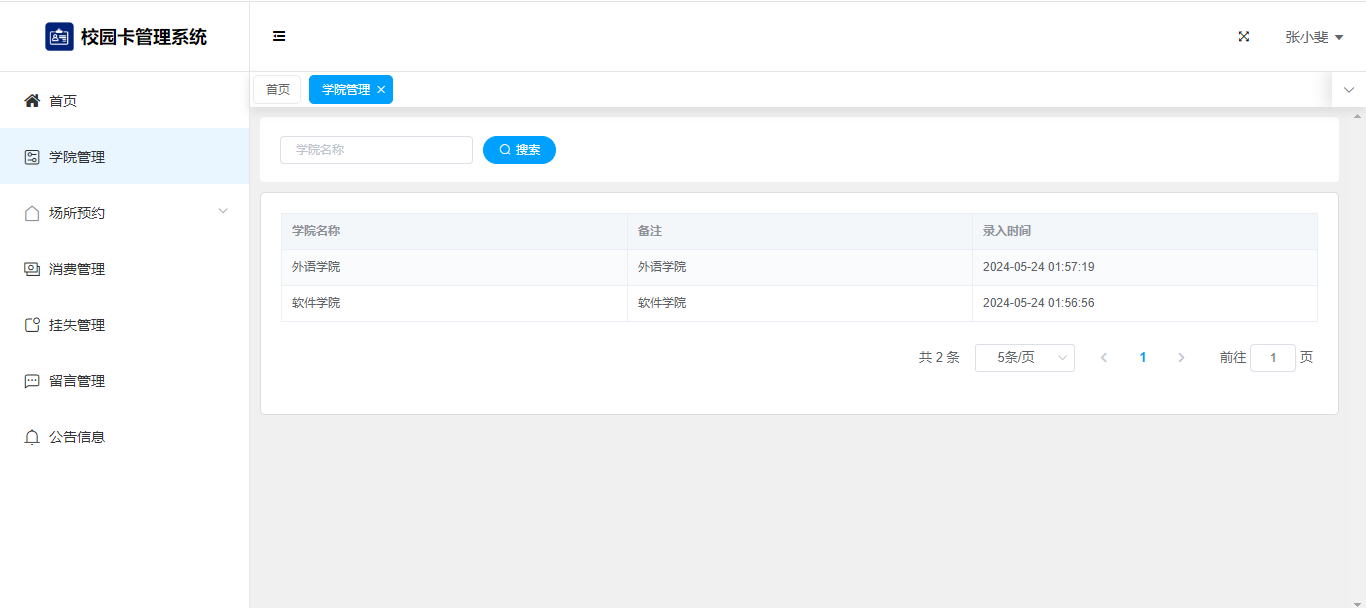 校园卡管理系统
张小斐
首页
学院管理
首页
学院管理
场所预约
消费管理
挂失管理
留言管理
公告信息
学院名称
搜索
学院名称 备注 录入时间
外语学院 外语学院 2024-05-24 01:57:19
软件学院 软件学院 2024-05-24 01:56:56
共 2 条 5条/页 1 前往 1 页